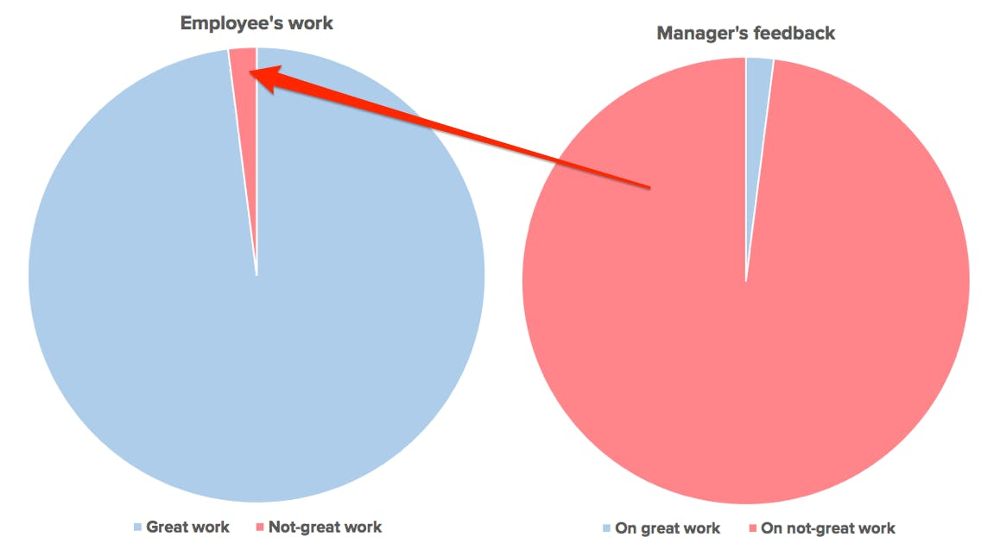 Employee's work
Manager's feedback
Great work
Not-great work
On great work
On not-great work